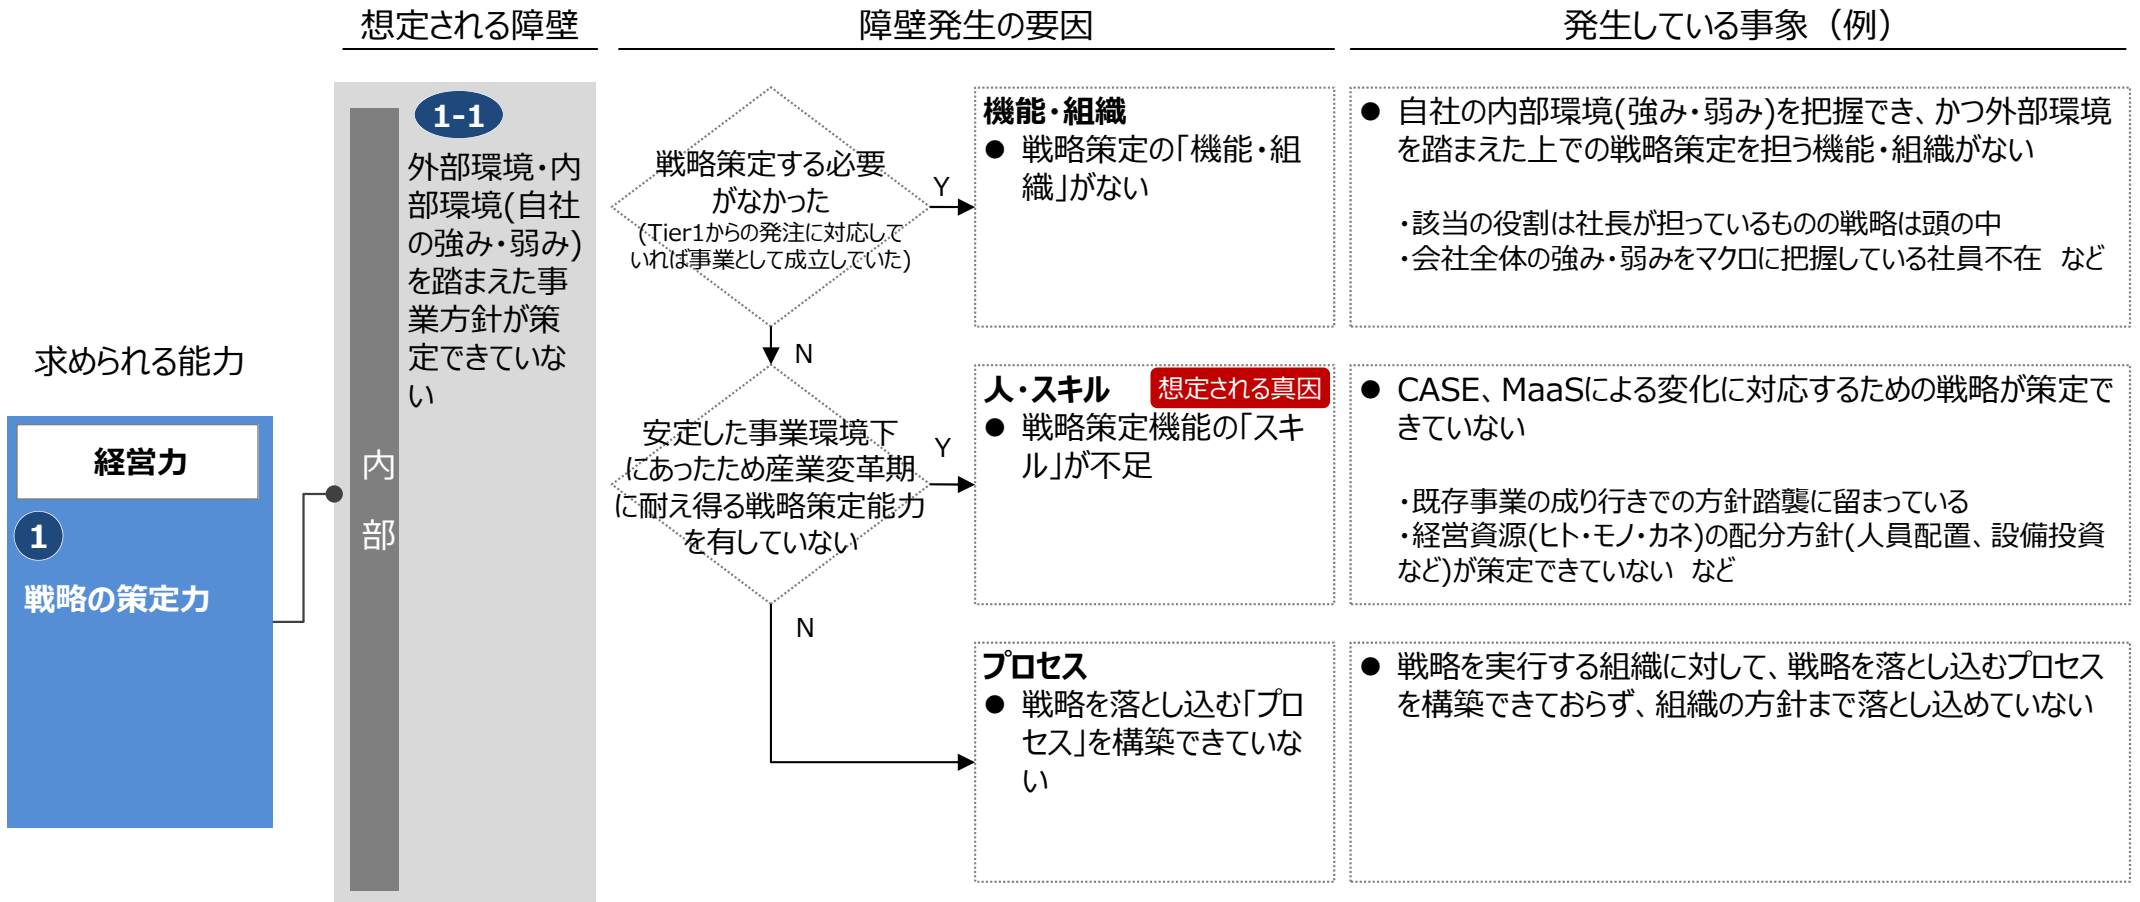 想定される障壁
障壁発生の要因
発生している事象（例）
求められる能力
経営力
1
戦略の策定力
内
部
1-1
外部環境・内
部環境(自社
の強み・弱み)
を踏まえた事
業方針が策
定できていな
い
戦略策定する必要
がなかった
(Tier1からの発注に対応して
いれば事業として成立していた)
Y
N
機能・組織
● 戦略策定の「機能・組
織」がない
● 自社の内部環境(強み・弱み)を把握でき、かつ外部環境
を踏まえた上での戦略策定を担う機能・組織がない
・該当の役割は社長が担っているものの戦略は頭の中
・会社全体の強み・弱みをマクロに把握している社員不在 など
安定した事業環境下
にあったため産業変革期
に耐え得る戦略策定能力
を有していない
Y
N
人・スキル
想定される真因
● 戦略策定機能の「スキ
ル」が不足
● CASE、MaaSによる変化に対応するための戦略が策定で
きていない
・既存事業の成り行きでの方針踏襲に留まっている
・経営資源(ヒト・モノ・カネ)の配分方針(人員配置、設備投資
など)が策定できていない など
プロセス
● 戦略を落とし込む「プロ
セス」を構築できていな
い
● 戦略を実行する組織に対して、戦略を落とし込むプロセス
を構築できておらず、組織の方針まで落とし込めていない